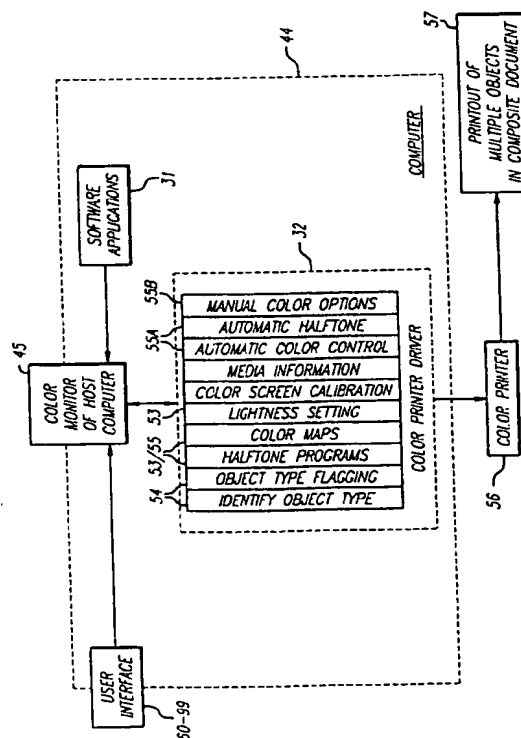 44
COMPUTER
45
COLOR
MONITOR
OF HOST
COMPUTER
SOFTWARE
APPLICATIONS
31
USER
INTERFACE
60-99
32
55B
MANUAL COLOR OPTIONS
55A
AUTOMATIC HALFTONE
AUTOMATIC COLOR CONTROL
MEDIA INFORMATION
COLOR SCREEN CALIBRATION
53
LIGHTNESS SETTING
53/55
COLOR MAPS
HALFTONE PROGRAMS
54
OBJECT TYPE FLAGGING
IDENTIFY OBJECT TYPE
COLOR PRINTER DRIVER
COLOR PRINTER
56
57
PRINTOUT OF
MULTIPLE OBJECTS
IN COMPOSITE DOCUMENT